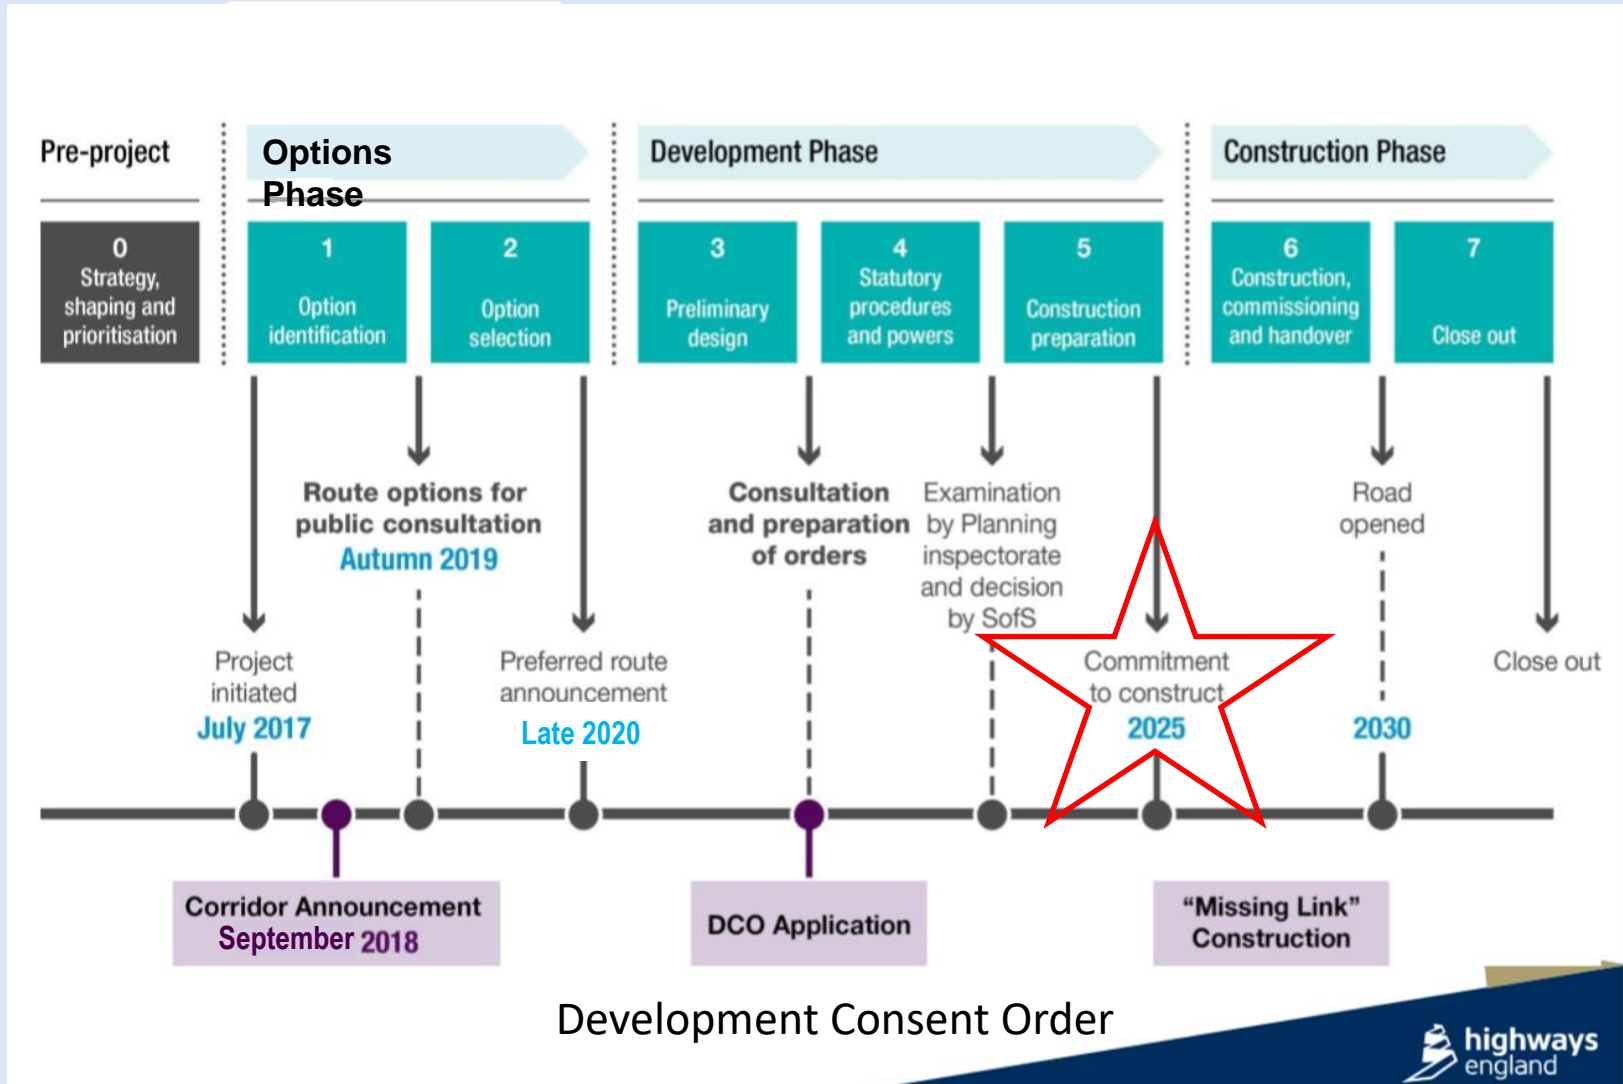 Pre-project
Options
Phase
Development Phase
Construction Phase
0
Strategy,
shaping and
prioritisation
1
Option
identification
2
Option
selection
3
Preliminary
design
4
Statutory
procedures
and powers
5
Construction
preparation
6
Construction,
commissioning
and handover
7
Close out
Project
initiated
July 2017
Route options for
public consultation
Autumn 2019
Preferred route
announcement
Late 2020
Consultation
and preparation
of orders
Examination
by Planning
inspectorate
and decision
by SofS
Commitment
to construct
2025
Road
opened
2030
Close out
Corridor Announcement
September 2018
DCO Application
“Missing Link”
Construction
Development Consent Order
highways
england